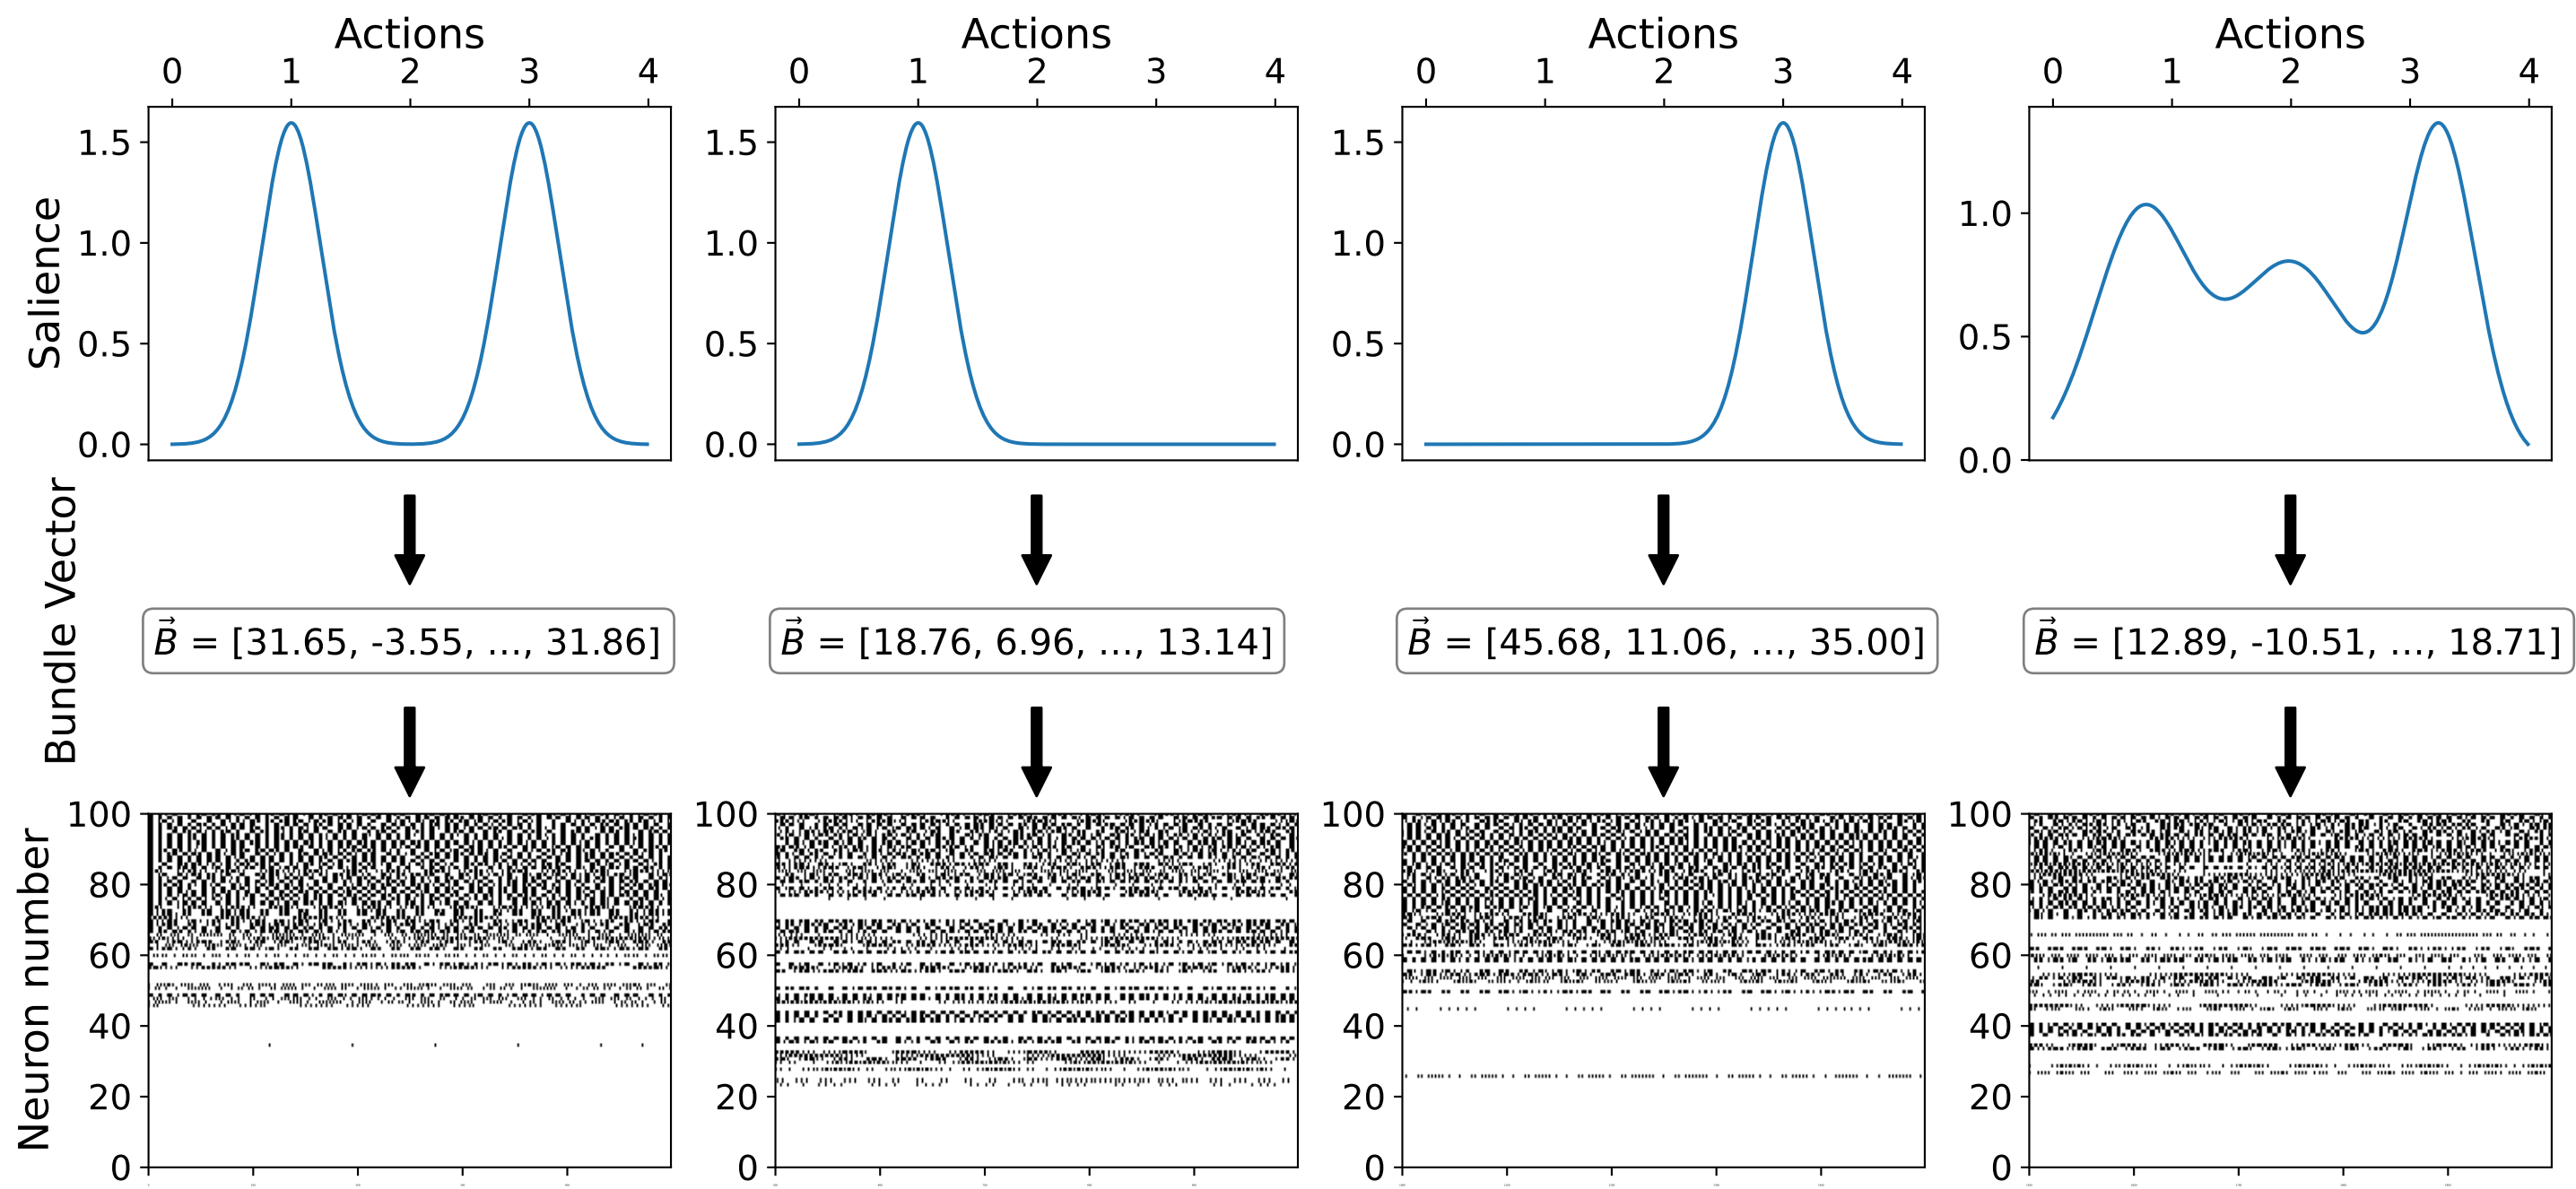 Actions Actions Actions Actions
0 1 2 3 4 0 1 2 3 4 0 1 2 3 4 0 1 2 3 4
Salience
1.5 1.0 0.5 0.0
1.5 1.0 0.5 0.0
1.5 1.0 0.5 0.0
1.0 0.5 0.0
Bundle Vector
B⃗ = [31.65, -3.55, ..., 31.86]
B⃗ = [18.76, 6.96, ..., 13.14]
B⃗ = [45.68, 11.06, ..., 35.00]
B⃗ = [12.89, -10.51, ..., 18.71]
Neuron number
100 80 60 40 20 0
100 80 60 40 20 0
100 80 60 40 20 0
100 80 60 40 20 0